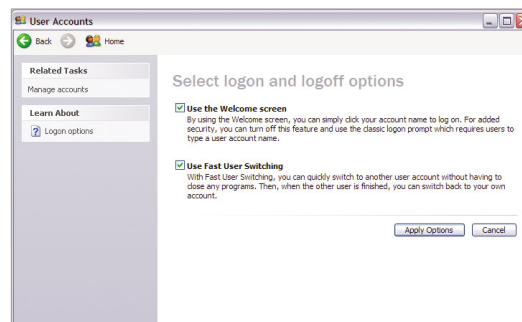 User Accounts
Back Home
Related Tasks
Manage accounts
Learn About
Logon options
Select logon and logoff options
Use the Welcome screen
By using the Welcome screen, you can simply click your account name to log on. For added
security, you can turn off this feature and use the classic logon prompt which requires users to
type a user account name.
Use Fast User Switching
With Fast User Switching, you can quickly switch to another user account without having to
close any programs. Then, when the other user is finished, you can switch back to your own
account.
Apply Options Cancel